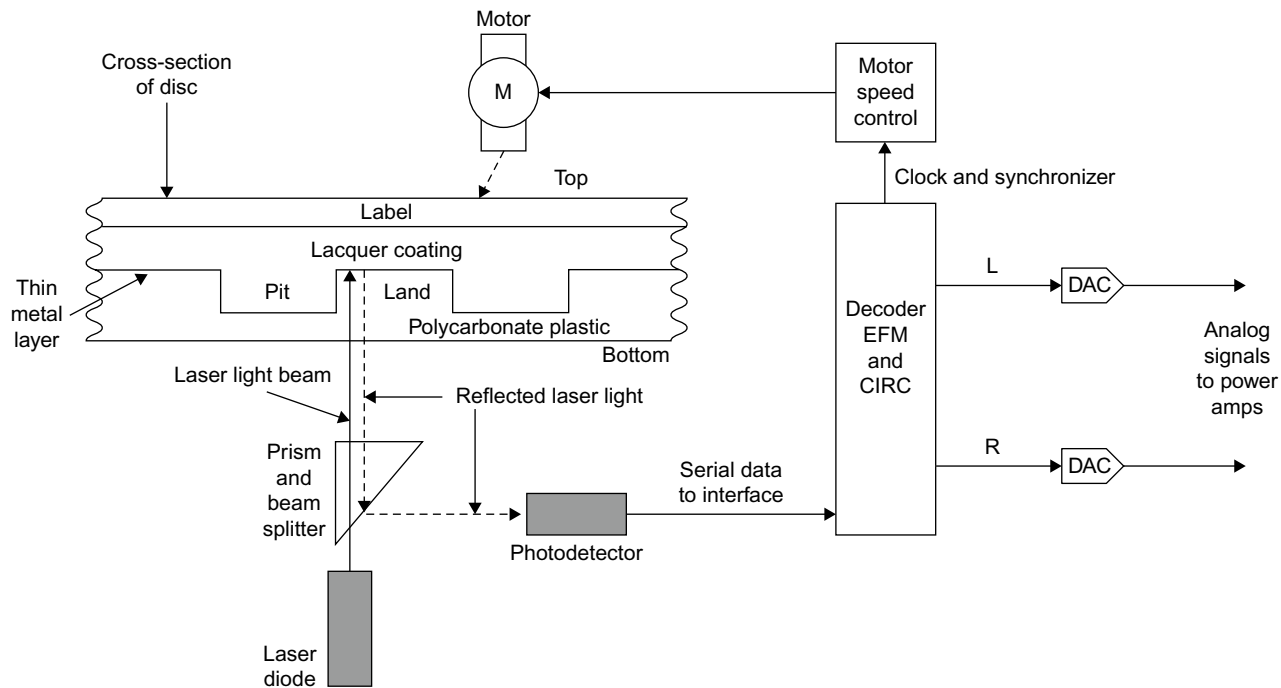 Motor
Cross-section
of disc
M
Motor
speed
control
Top
Clock and synchronizer
Label
Lacquer coating
Thin
metal
layer
Pit
Land
Polycarbonate plastic
Bottom
L
DAC
Decoder
EFM
and
CIRC
Analog
signals
to power
amps
Laser light beam
Reflected laser light
R
DAC
Prism
and
beam
splitter
Serial data
to interface
Photodetector
Laser
diode